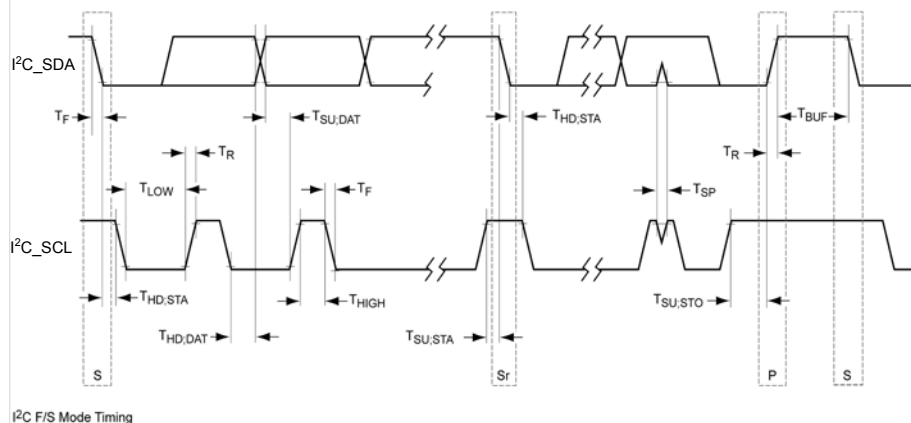 I²C_SDA
T_F
T_SU;DAT
T_HD;STA
T_BUF
T_R
T_R
T_LOW
T_F
T_SP
I²C_SCL
T_HD;STA
T_HIGH
T_SU;STO
T_HD;DAT
T_SU;STA
S
Sr
P
S
I²C F/S Mode Timing